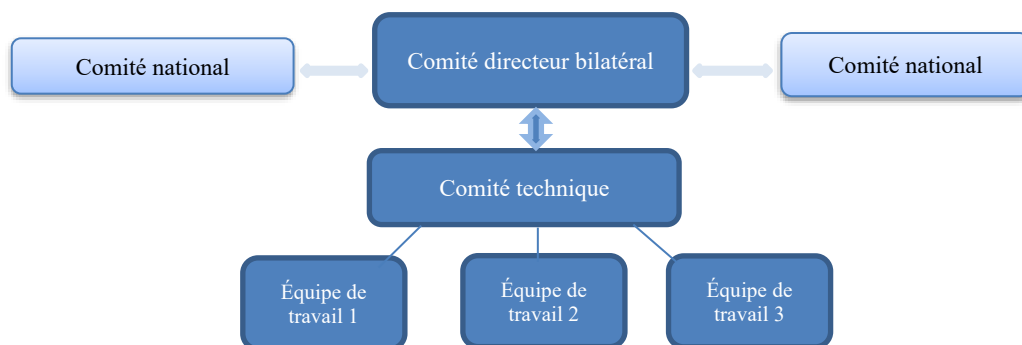 Comité national
Comité directeur bilatéral
Comité national
Comité technique
Équipe de
travail 1
Équipe de
travail 2
Équipe de
travail 3